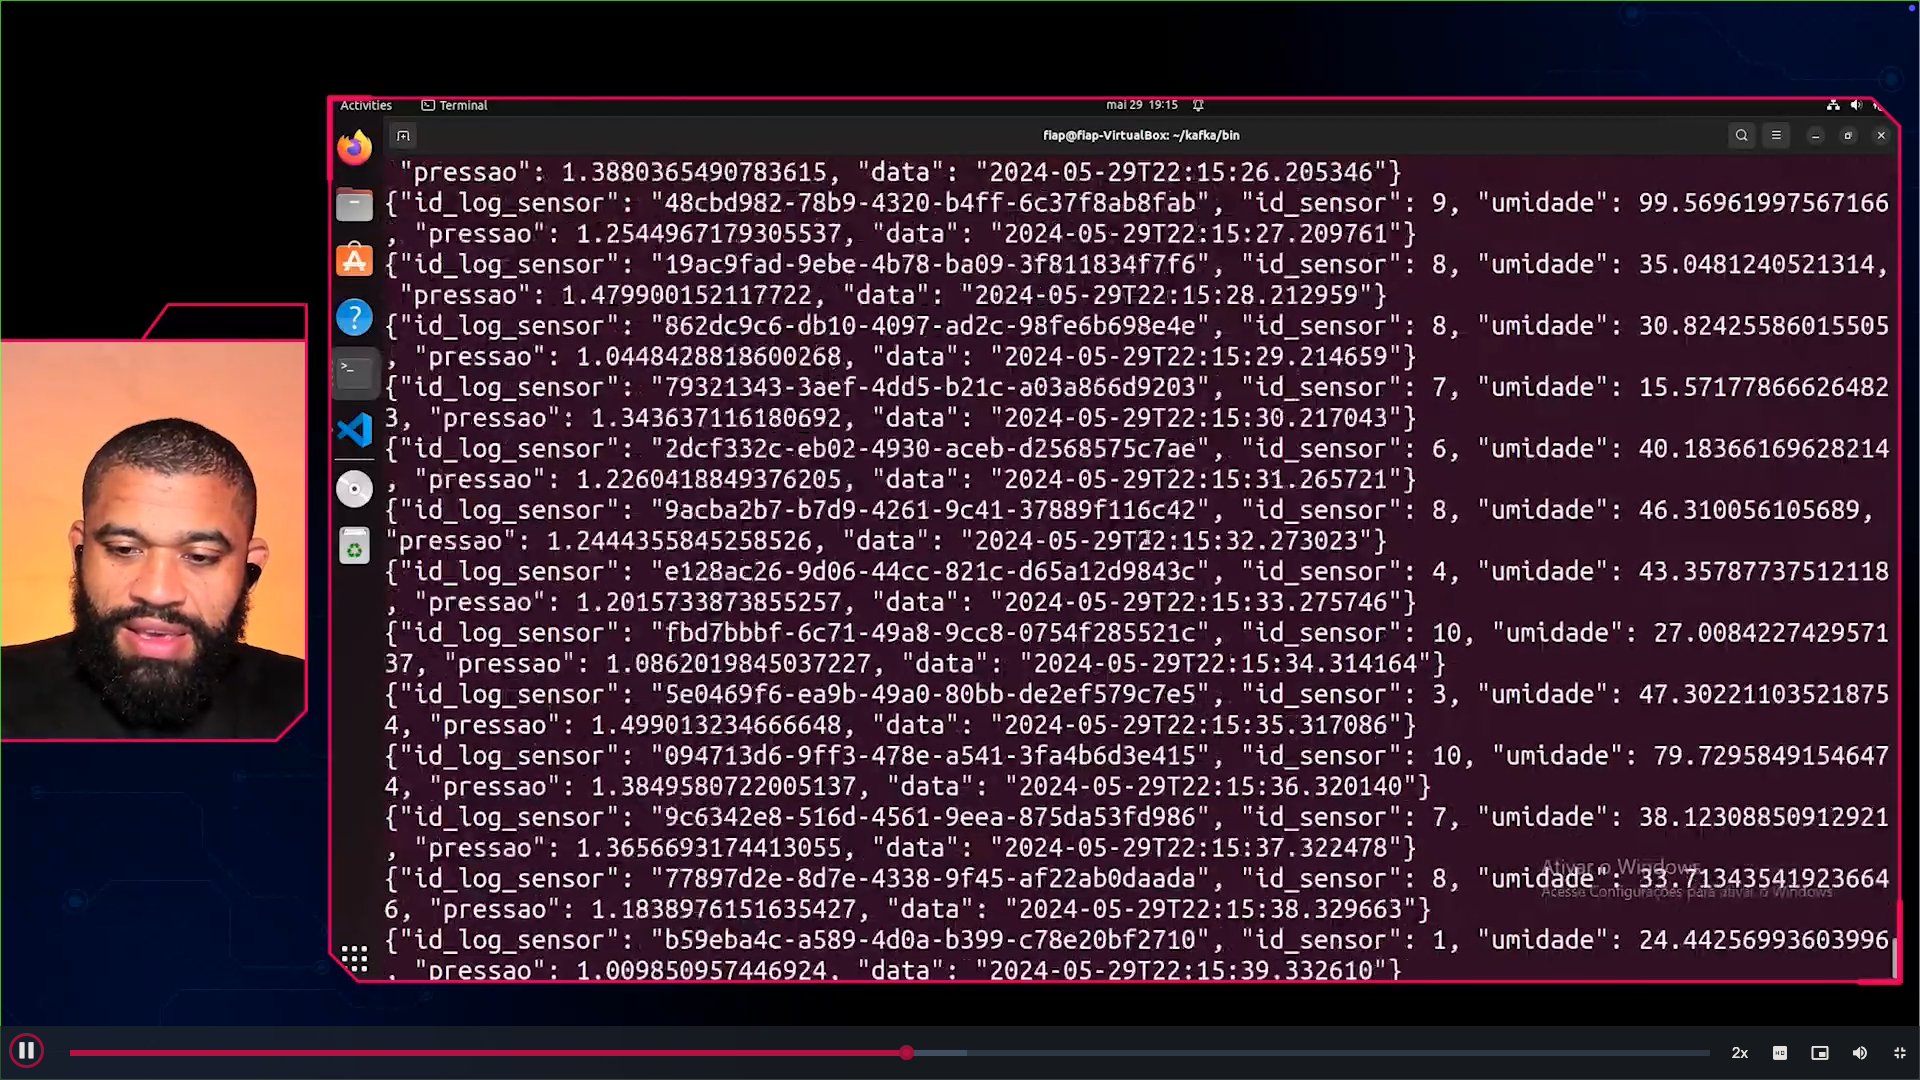 Activities Terminal mai 29 19:15
fiap@fiap-VirtualBox: ~/kafka/bin
"pressao": 1.3880365490783615, "data": "2024-05-29T22:15:26.205346"}
{"id_log_sensor": "48cbd982-78b9-4320-b4ff-6c37f8ab8fab", "id_sensor": 9, "umidade": 99.56961997567166
, "pressao": 1.2544967179305537, "data": "2024-05-29T22:15:27.209761"}
{"id_log_sensor": "19ac9fad-9ebe-4b78-ba09-3f811834f7f6", "id_sensor": 8, "umidade": 35.0481240521314,
"pressao": 1.479900152117722, "data": "2024-05-29T22:15:28.212959"}
{"id_log_sensor": "862dc9c6-db10-4097-ad2c-98fe6b698e4e", "id_sensor": 8, "umidade": 30.82425586015505
, "pressao": 1.0448428818600268, "data": "2024-05-29T22:15:29.214659"}
{"id_log_sensor": "79321343-3aef-4dd5-b21c-a03a866d9203", "id_sensor": 7, "umidade": 15.57177866626482
3, "pressao": 1.343637116180692, "data": "2024-05-29T22:15:30.217043"}
{"id_log_sensor": "2dcf332c-eb02-4930-aceb-d2568575c7ae", "id_sensor": 6, "umidade": 40.18366169628214
, "pressao": 1.2260418849376205, "data": "2024-05-29T22:15:31.265721"}
{"id_log_sensor": "9acba2b7-b7d9-4261-9c41-37889f116c42", "id_sensor": 8, "umidade": 46.310056105689,
"pressao": 1.2444355845258526, "data": "2024-05-29T22:15:32.273023"}
{"id_log_sensor": "e128ac26-9d06-44cc-821c-d65a12d9843c", "id_sensor": 4, "umidade": 43.35787737512118
, "pressao": 1.2015733873855257, "data": "2024-05-29T22:15:33.275746"}
{"id_log_sensor": "fbd7bbbf-6c71-49a8-9cc8-0754f285521c", "id_sensor": 10, "umidade": 27.0084227429571
37, "pressao": 1.0862019845037227, "data": "2024-05-29T22:15:34.314164"}
{"id_log_sensor": "5e0469f6-ea9b-49a0-80bb-de2ef579c7e5", "id_sensor": 3, "umidade": 47.30221103521875
4, "pressao": 1.499013234666648, "data": "2024-05-29T22:15:35.317086"}
{"id_log_sensor": "094713d6-9ff3-478e-a541-3fa4b6d3e415", "id_sensor": 10, "umidade": 79.7295849154647
4, "pressao": 1.3849580722005137, "data": "2024-05-29T22:15:36.320140"}
{"id_log_sensor": "9c6342e8-516d-4561-9eea-875da53fd986", "id_sensor": 7, "umidade": 38.12308850912921
, "pressao": 1.3656693174413055, "data": "2024-05-29T22:15:37.322478"}
Ativar o Windows
{"id_log_sensor": "77897d2e-8d7e-4338-9f45-af22ab0daada", "id_sensor": 8, "umidade": 33.71343541923664
Acesse Configurações para ativar o Windows
6, "pressao": 1.1838976151635427, "data": "2024-05-29T22:15:38.329663"}
{"id_log_sensor": "b59eba4c-a589-4d0a-b399-c78e20bf2710", "id_sensor": 1, "umidade": 24.44256993603996
, "pressao": 1.009850957446924, "data": "2024-05-29T22:15:39.332610"}
2x HD